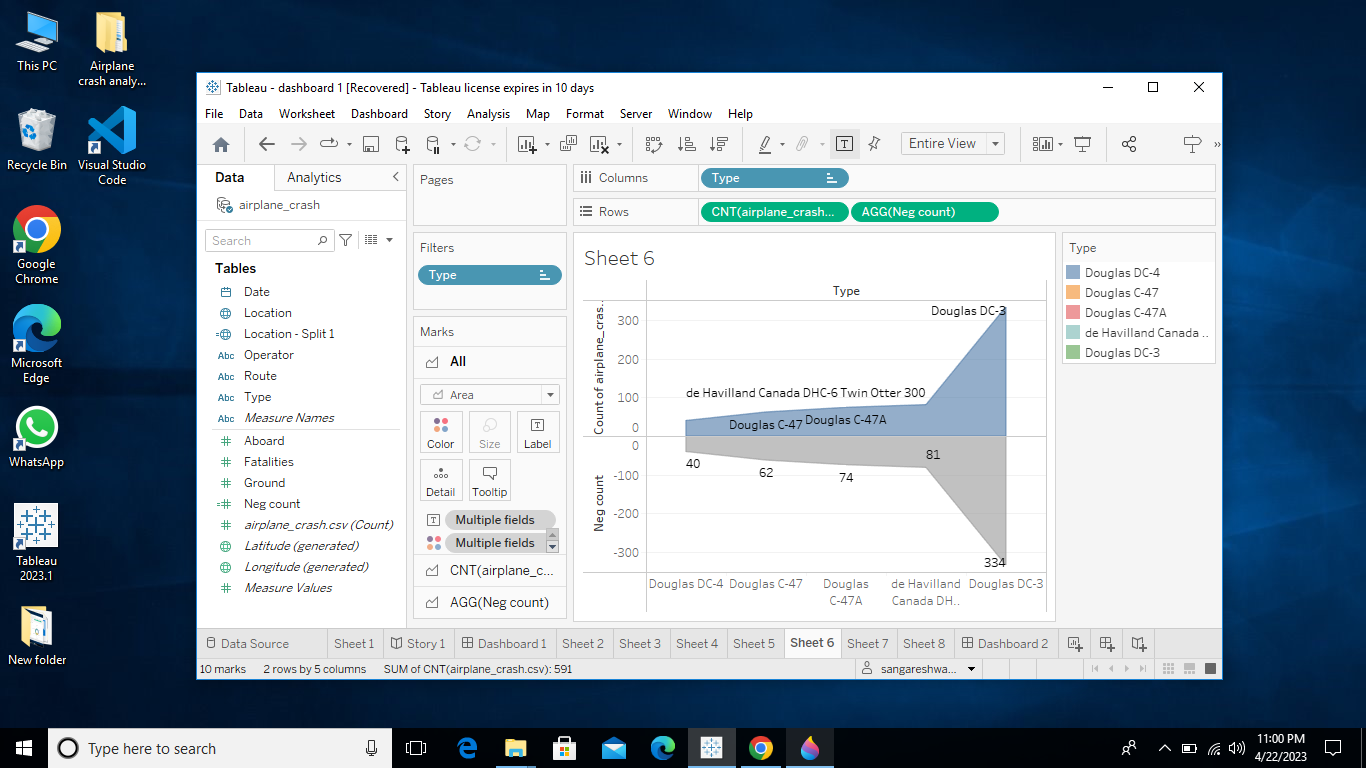 This PC
Airplane
crash analy...
Recycle Bin
Visual Studio
Code
Google
Chrome
Microsoft
Edge
WhatsApp
Tableau
2023.1
New folder
Tableau - dashboard 1 [Recovered] - Tableau license expires in 10 days
File Data Worksheet Dashboard Story Analysis Map Format Server Window Help
Entire View
Data Analytics
airplane_crash
Search
Tables
Date
Location
Location - Split 1
Abc Operator
Abc Route
Abc Type
Abc Measure Names
Aboard
Fatalities
Ground
Neg count
airplane_crash.csv (Count)
Latitude (generated)
Longitude (generated)
Measure Values
Pages
Filters
Type
Marks
All
Area
Color Size Label
Detail Tooltip
Multiple fields
Multiple fields
CNT(airplane_c...
AGG(Neg count)
Columns Type
Rows CNT(airplane_crash... AGG(Neg count)
Sheet 6
Type
Count of airplane_cras..
300
200
100
0
Douglas DC-3
de Havilland Canada DHC-6 Twin Otter 300
Douglas C-47
Douglas C-47A
Neg count
0
-100
-200
-300
40
62
74
81
334
Douglas DC-4
Douglas C-47
Douglas
C-47A
de Havilland
Canada DH..
Douglas DC-3
Type
Douglas DC-4
Douglas C-47
Douglas C-47A
de Havilland Canada ..
Douglas DC-3
Data Source Sheet 1 Story 1 Dashboard 1 Sheet 2 Sheet 3 Sheet 4 Sheet 5 Sheet 6 Sheet 7 Sheet 8 Dashboard 2
10 marks 2 rows by 5 columns SUM of CNT(airplane_crash.csv): 591
sangareshwa...
Type here to search
11:00 PM
4/22/2023